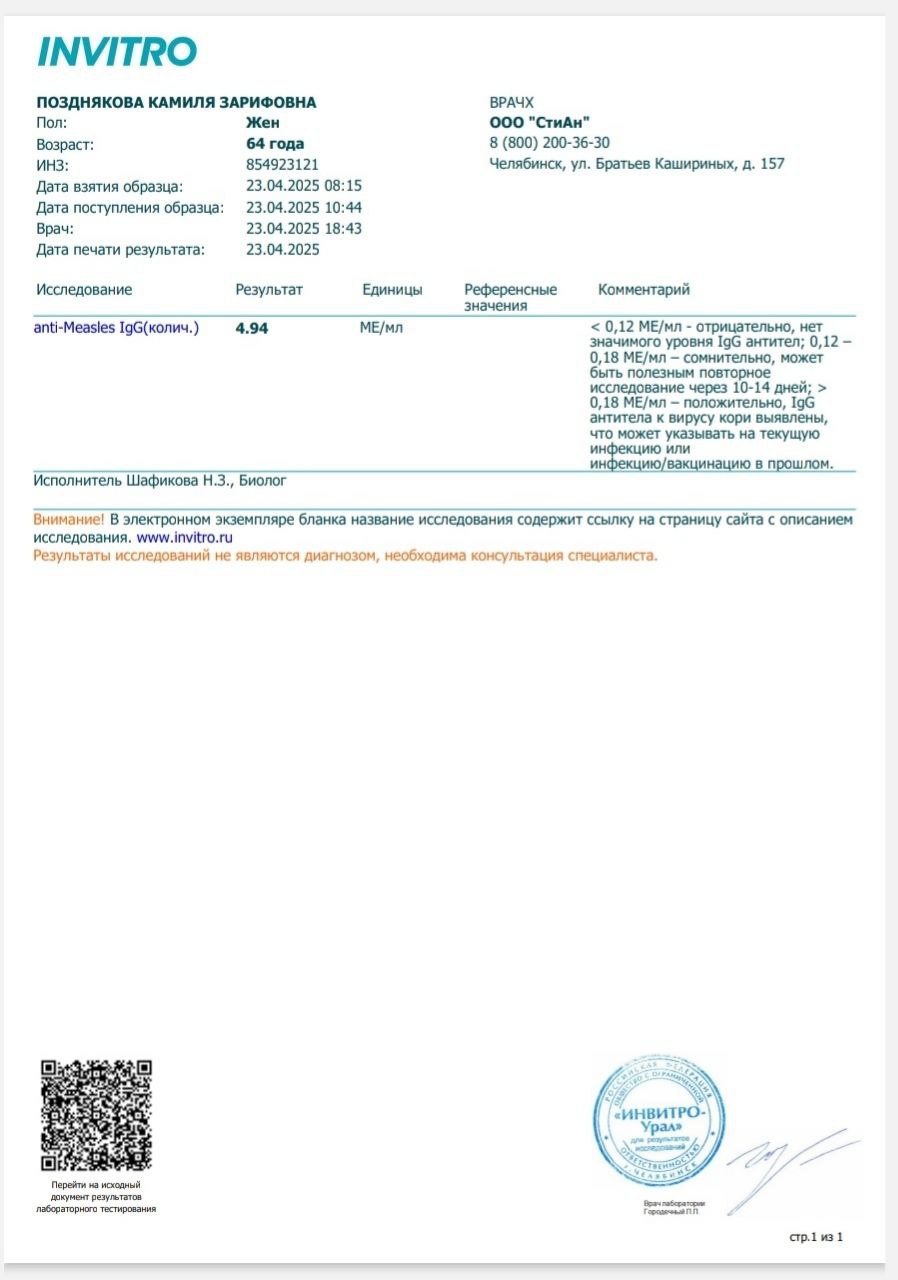 INVITRO
ПОЗДНЯКОВА КАМИЛЯ ЗАРИФОВНА
Пол: Жен
Возраст: 64 года
ИНЗ: 854923121
Дата взятия образца: 23.04.2025 08:15
Дата поступления образца: 23.04.2025 10:44
Врач: 23.04.2025 18:43
Дата печати результата: 23.04.2025
ВРАЧХ
ООО "СтиАн"
8 (800) 200-36-30
Челябинск, ул. Братьев Кашириных, д. 157
Исследование Результат Единицы Референсные значения Комментарий
anti-Measles IgG(колич.) 4.94 МЕ/мл
< 0,12 МЕ/мл - отрицательно, нет
значимого уровня IgG антител; 0,12 –
0,18 МЕ/мл – сомнительно, может
быть полезным повторное
исследование через 10-14 дней; >
0,18 МЕ/мл – положительно, IgG
антитела к вирусу кори выявлены,
что может указывать на текущую
инфекцию или
инфекцию/вакцинацию в прошлом.
Исполнитель Шафикова Н.З., Биолог
Внимание! В электронном экземпляре бланка название исследования содержит ссылку на страницу сайта с описанием
исследования. www.invitro.ru
Результаты исследований не являются диагнозом, необходима консультация специалиста.
Перейти на исходный
документ результатов
лабораторного тестирования
РОССИЙСКАЯ ФЕДЕРАЦИЯ
ОБЩЕСТВО С ОГРАНИЧЕННОЙ
ОТВЕТСТВЕННОСТЬЮ
«ИНВИТРО-
Урал»
для результатов
исследований
г. ЧЕЛЯБИНСК
Врач лаборатории
Городечный П.П.
стр.1 из 1